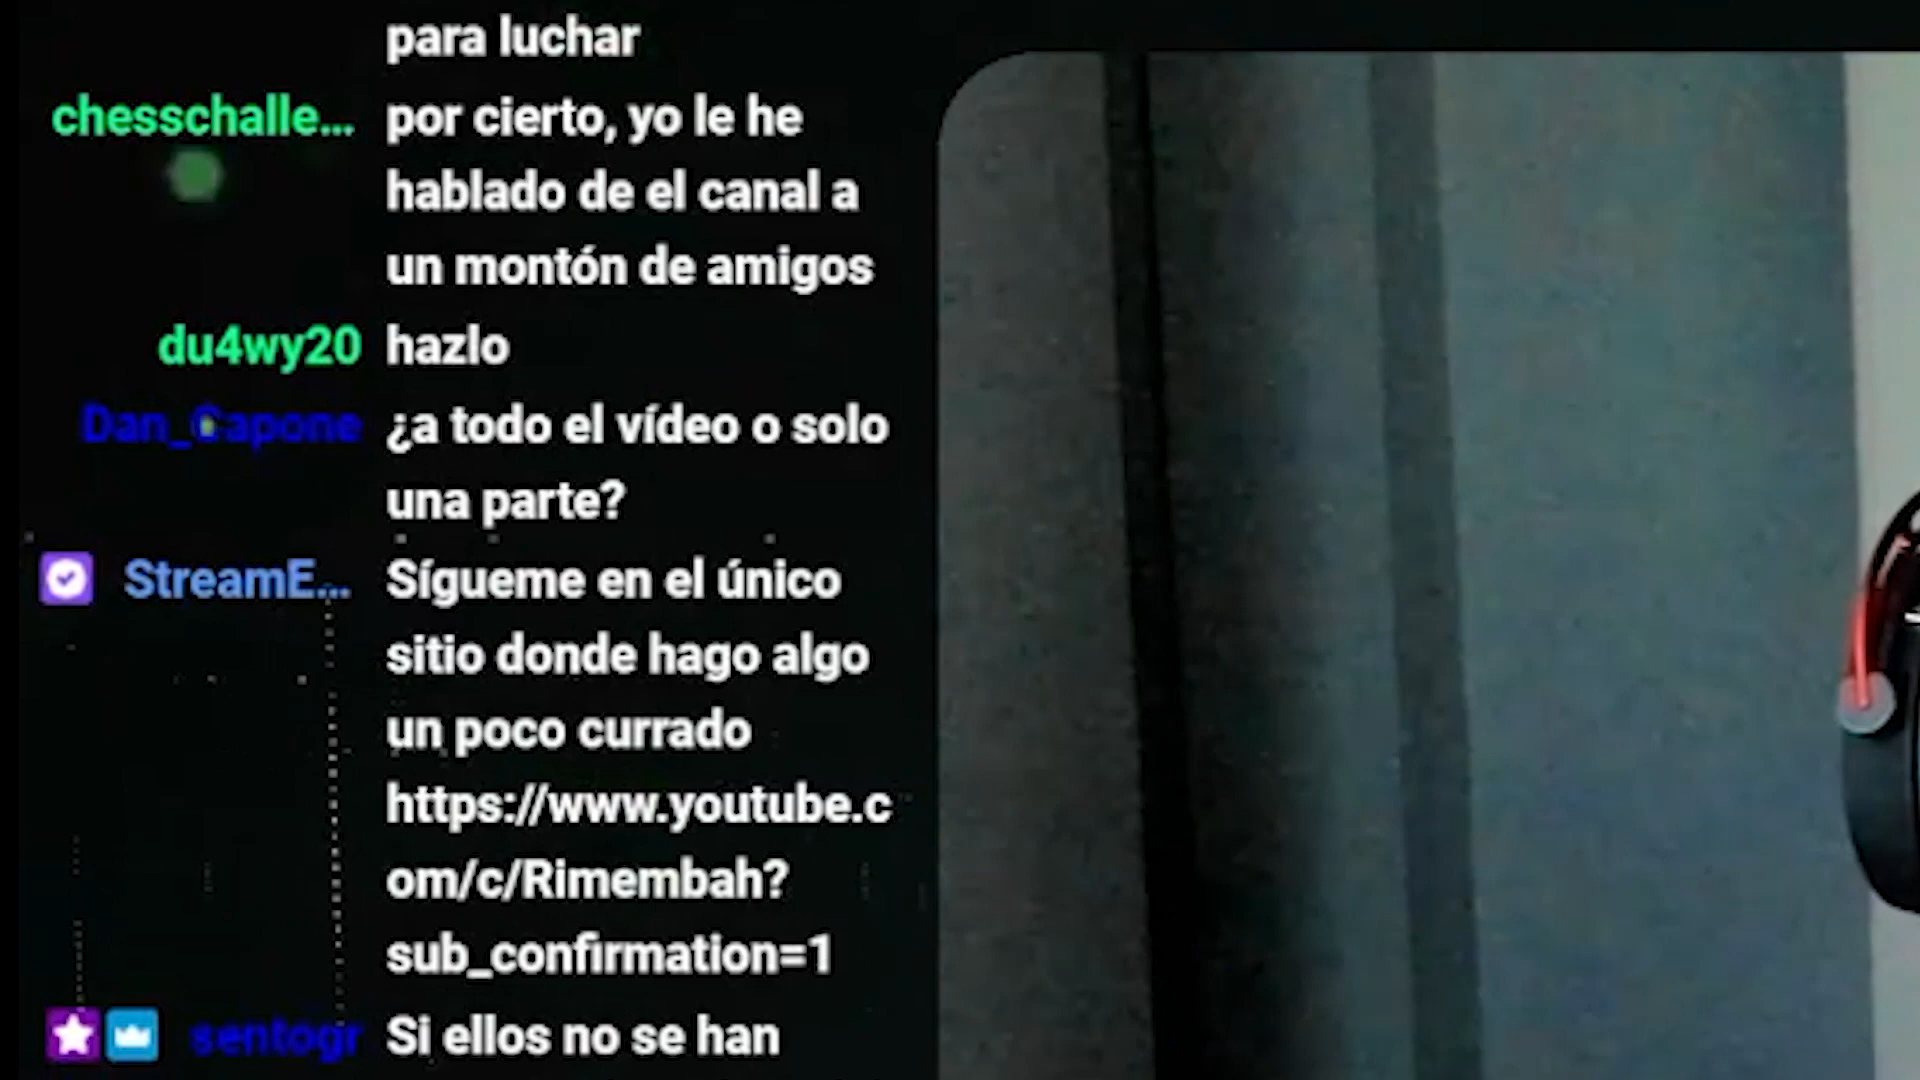 para luchar
chesschalle... por cierto, yo le he
hablado de el canal a
un montón de amigos
du4wy20 hazlo
Dan_Capone ¿a todo el vídeo o solo
una parte?
StreamE... Sígueme en el único
sitio donde hago algo
un poco currado
https://www.youtube.c
om/c/Rimembah?
sub_confirmation=1
sentogr Si ellos no se han